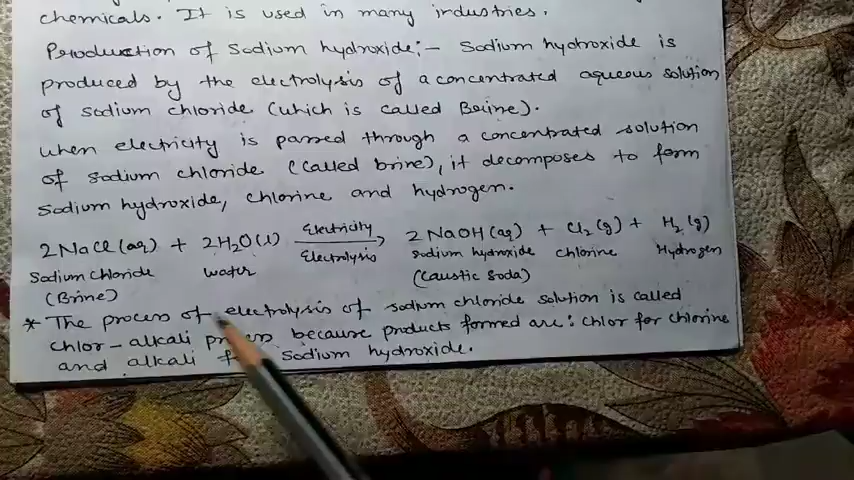 chemicals. It is used in many industries.
Production of Sodium hydroxide:- Sodium hydroxide is
produced by the electrolysis of a concentrated aqueous solution
of sodium chloride (which is called Brine).
when electricity is passed through a concentrated solution
of sodium chloride (called brine), it decomposes to form
sodium hydroxide, chlorine and hydrogen.
2NaCl(aq) + 2H₂O(l) Electricity Electrolysis → 2NaOH(aq) + Cl₂(g) + H₂(g)
Sodium chloride water sodium hydroxide chlorine Hydrogen
(Brine) (Caustic Soda)
* The process of electrolysis of sodium chloride solution is called
chlor-alkali process because products formed are: chlor for chlorine
and alkali for Sodium hydroxide.